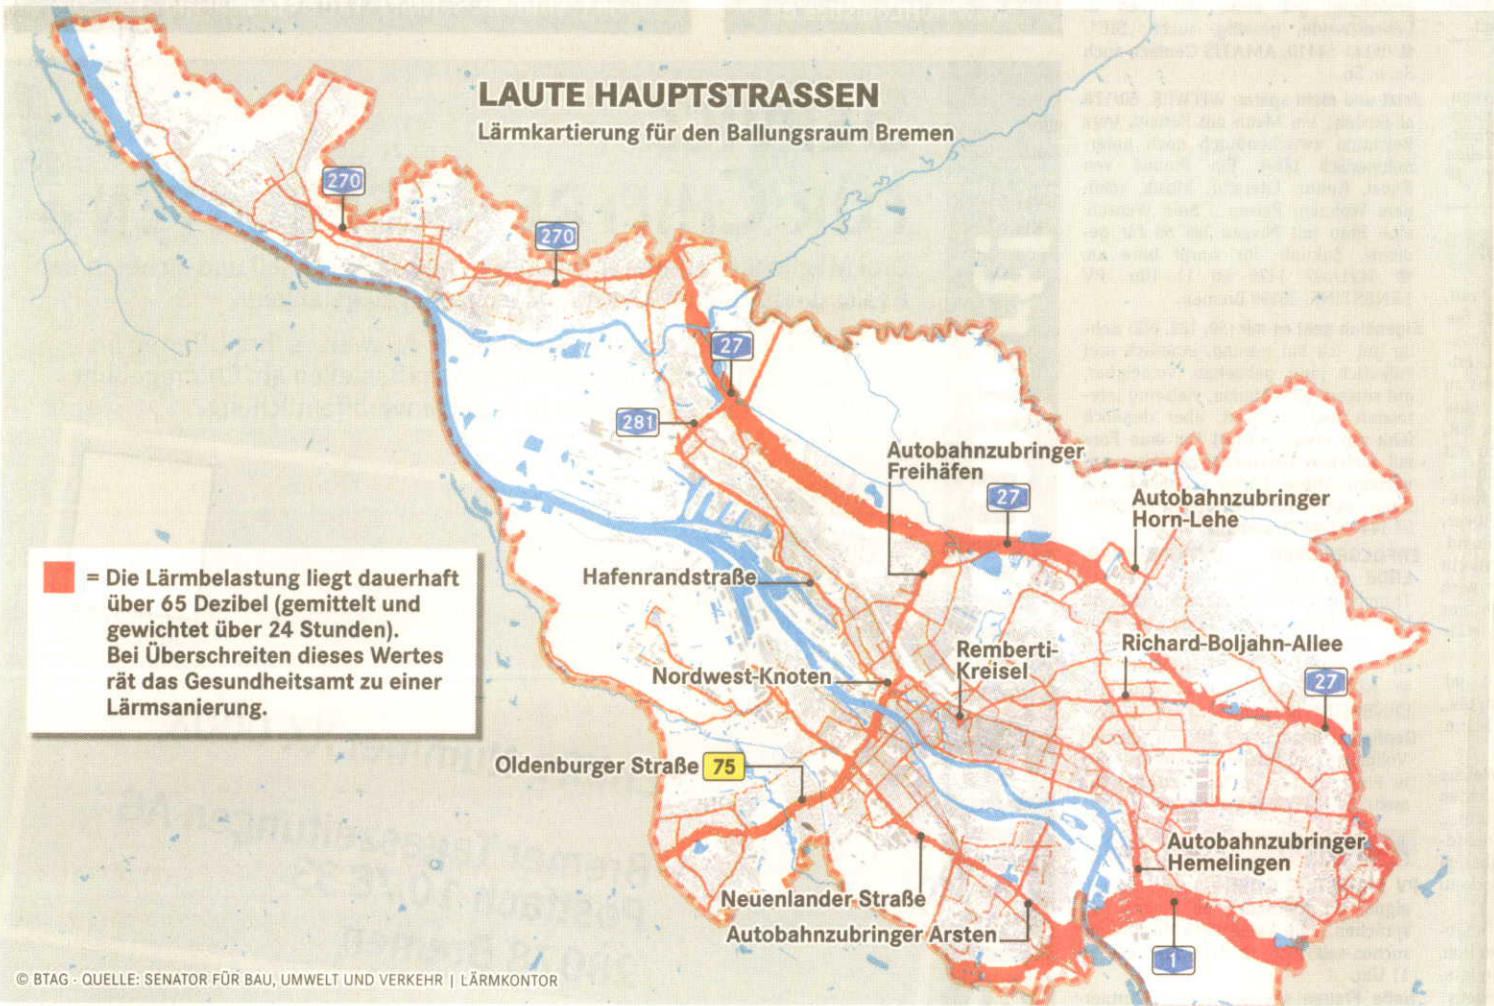 LAUTE HAUPTSTRASSEN
Lärmkartierung für den Ballungsraum Bremen
270
270
27
281
Autobahnzubringer
Freihäfen
27
Autobahnzubringer
Horn-Lehe
Hafenrandstraße
= Die Lärmbelastung liegt dauerhaft
über 65 Dezibel (gemittelt und
gewichtet über 24 Stunden).
Bei Überschreiten dieses Wertes
rät das Gesundheitsamt zu einer
Lärmsanierung.
Remberti-
Kreisel
Richard-Boljahn-Allee
Nordwest-Knoten
27
Oldenburger Straße 75
Autobahnzubringer
Hemelingen
Neuenlander Straße
Autobahnzubringer Arsten
1
© BTAG · QUELLE: SENATOR FÜR BAU, UMWELT UND VERKEHR | LÄRMKONTOR